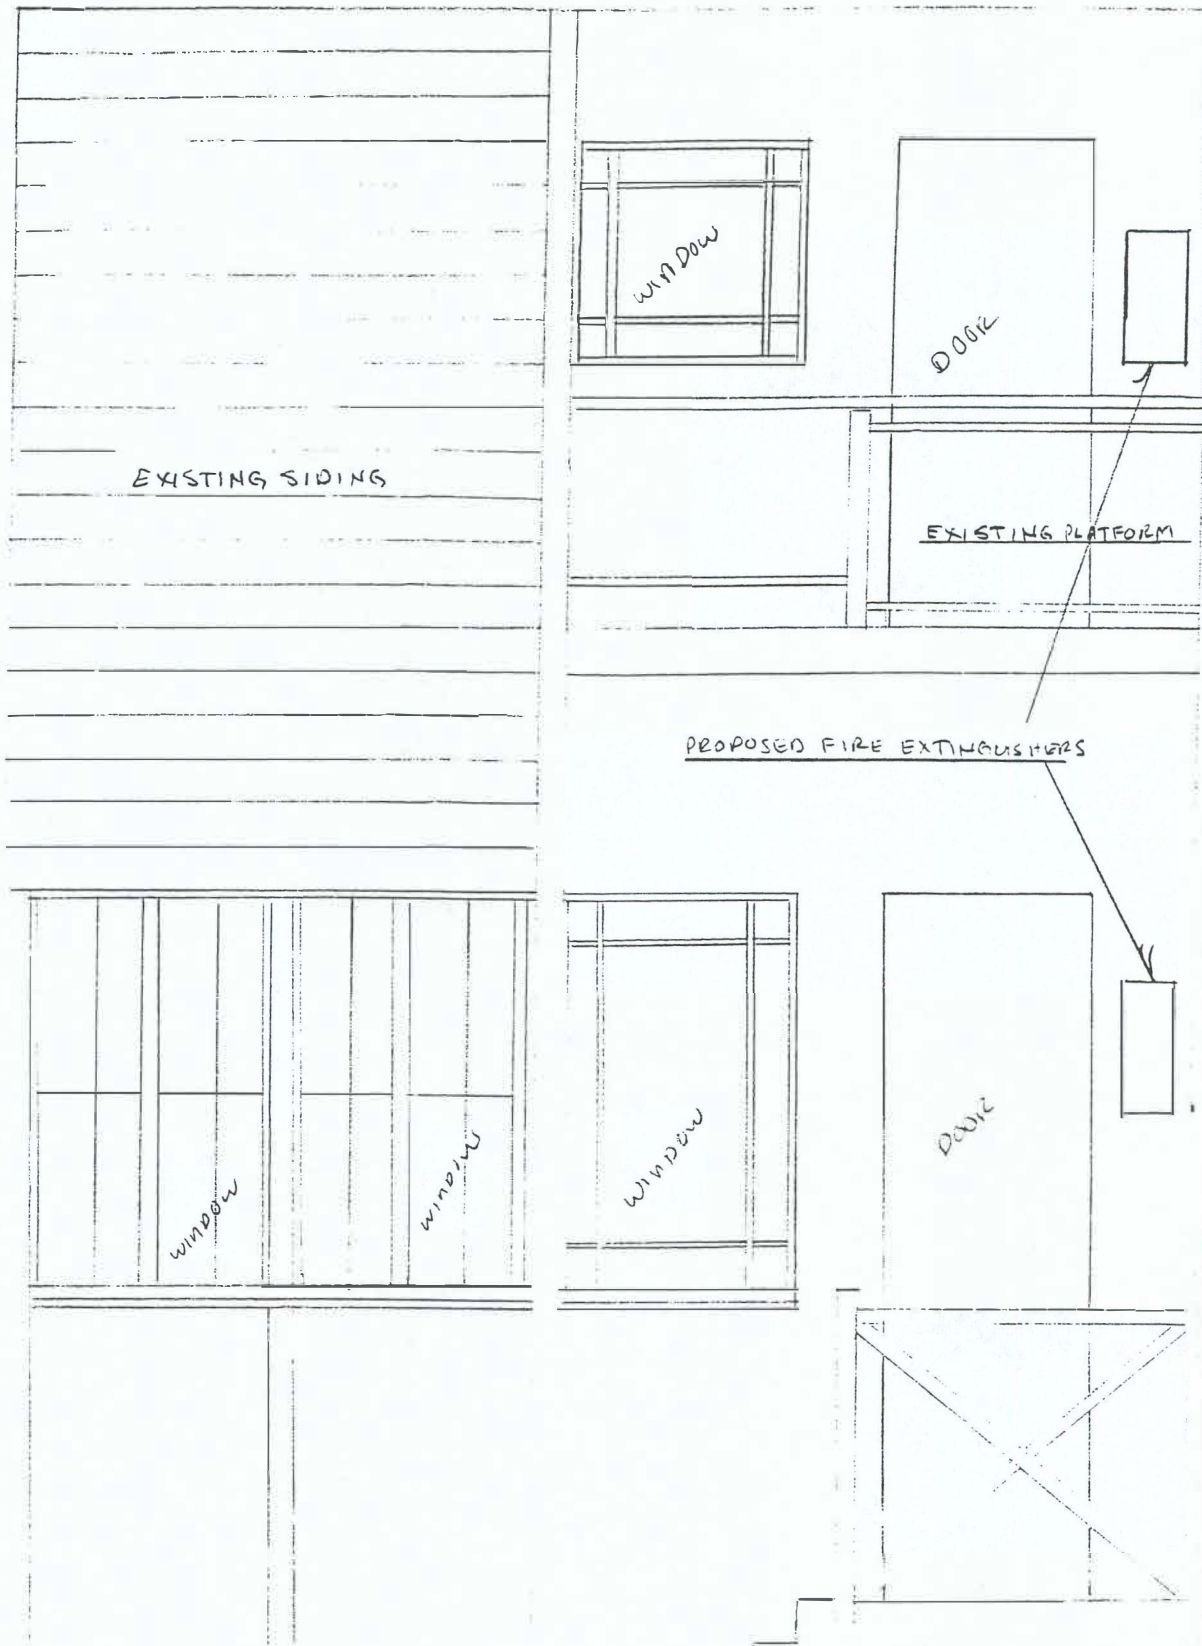 WINDOW
DOOR
EXISTING SIDING
EXISTING PLATFORM
PROPOSED FIRE EXTINGUISHERS
WINDOW
WINDOW
WINDOW
DOOR